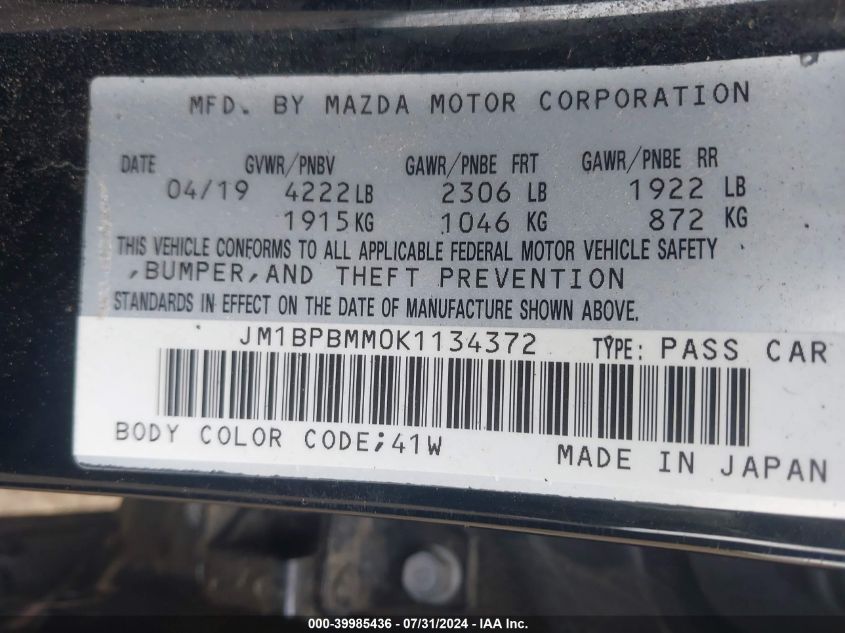 MFD. BY MAZDA MOTOR CORPORATION
DATE GVWR/PNBV GAWR/PNBE FRT GAWR/PNBE RR
04/19 4222LB 2306 LB 1922 LB
1915KG 1046 KG 872 KG
THIS VEHICLE CONFORMS TO ALL APPLICABLE FEDERAL MOTOR VEHICLE SAFETY
,BUMPER,AND THEFT PREVENTION
STANDARDS IN EFFECT ON THE DATE OF MANUFACTURE SHOWN ABOVE.
JM1BPBMM0K1134372 TYPE: PASS CAR
BODY COLOR CODE;41W
MADE IN JAPAN
000-39985436 - 07/31/2024 - IAA Inc.